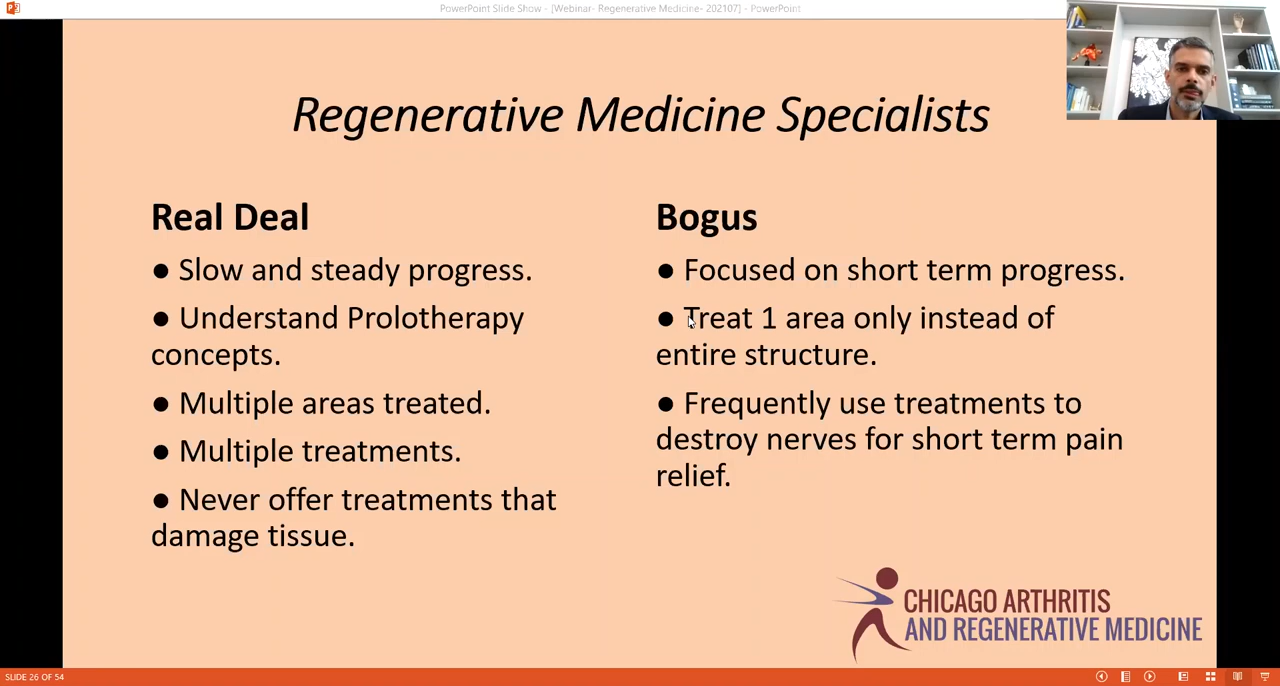 PowerPoint Slide Show - [Webinar- Regenerative Medicine- 202107] - PowerPoint
Regenerative Medicine Specialists
Real Deal
● Slow and steady progress.
● Understand Prolotherapy
concepts.
● Multiple areas treated.
● Multiple treatments.
● Never offer treatments that
damage tissue.
Bogus
● Focused on short term progress.
● Treat 1 area only instead of
entire structure.
● Frequently use treatments to
destroy nerves for short term pain
relief.
CHICAGO ARTHRITIS
AND REGENERATIVE MEDICINE
SLIDE 26 OF 54